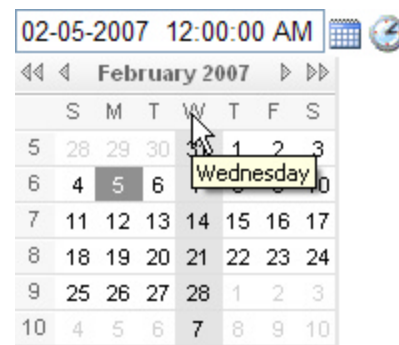 02-05-2007 12:00:00 AM
February 2007
S M T W T F S
5 28 29 30 1 2 3
Wednesday
6 4 5 6 10
7 11 12 13 14 15 16 17
8 18 19 20 21 22 23 24
9 25 26 27 28 1 2 3
10 4 5 6 7 8 9 10